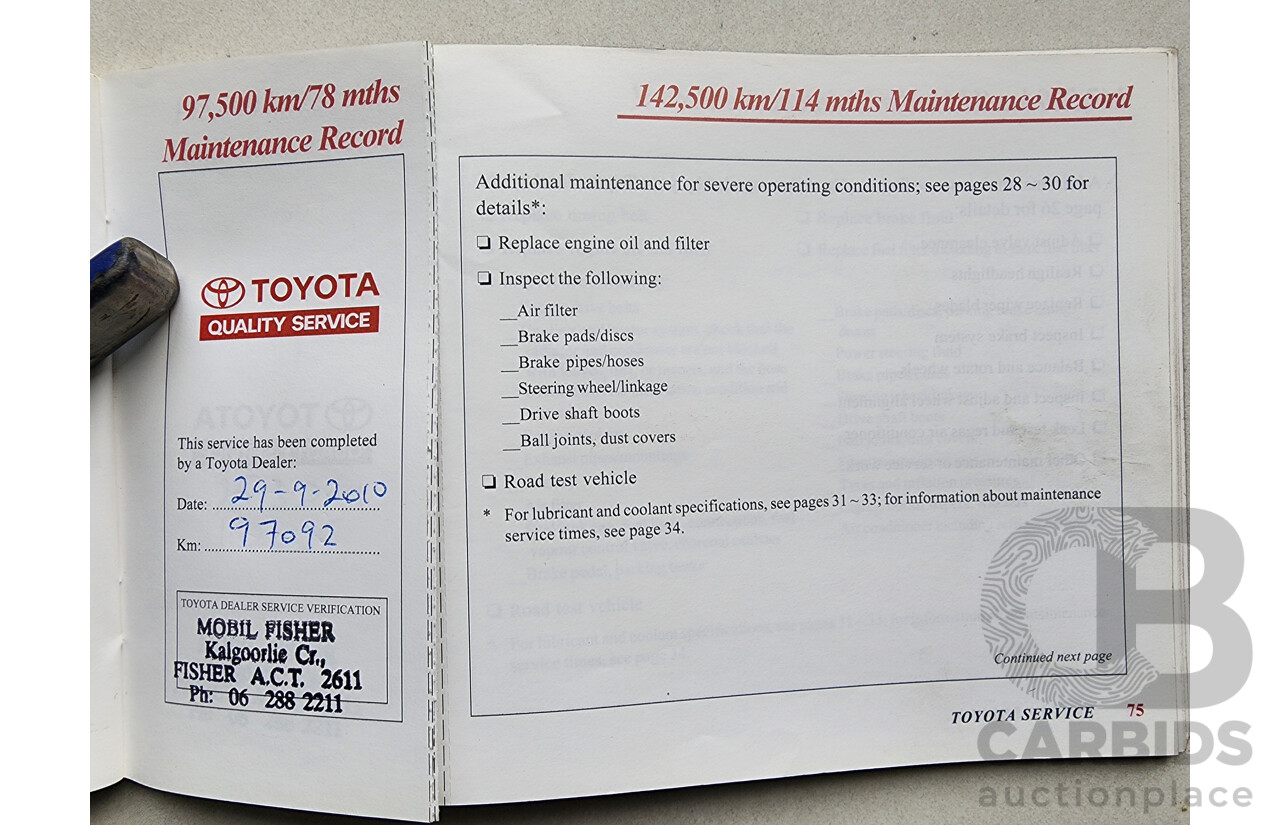 97,500 km/78 mths
Maintenance Record
TOYOTA
QUALITY SERVICE
This service has been completed
by a Toyota Dealer:
Date: 29-9-2010
Km: 97092
TOYOTA DEALER SERVICE VERIFICATION
MOBIL FISHER
Kalgoorlie Cr.,
FISHER A.C.T. 2611
Ph: 06 288 2211
142,500 km/114 mths Maintenance Record
Additional maintenance for severe operating conditions; see pages 28 ~ 30 for
details*:
❏ Replace engine oil and filter
❏ Inspect the following:
__Air filter
__Brake pads/discs
__Brake pipes/hoses
__Steering wheel/linkage
__Drive shaft boots
__Ball joints, dust covers
❏ Road test vehicle
* For lubricant and coolant specifications, see pages 31 ~ 33; for information about maintenance
service times, see page 34.
Continued next page
TOYOTA SERVICE 75
CB
CARBIDS
auctionplace